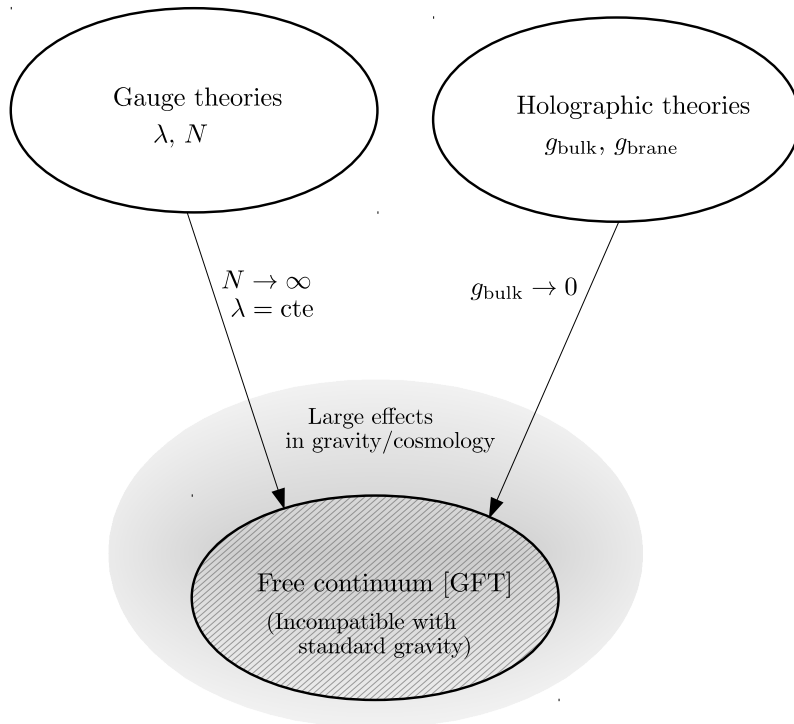 Gauge theories
λ, N
Holographic theories
g_bulk, g_brane
N → ∞
λ = cte
g_bulk → 0
Large effects
in gravity/cosmology
Free continuum [GFT]
(Incompatible with
standard gravity)